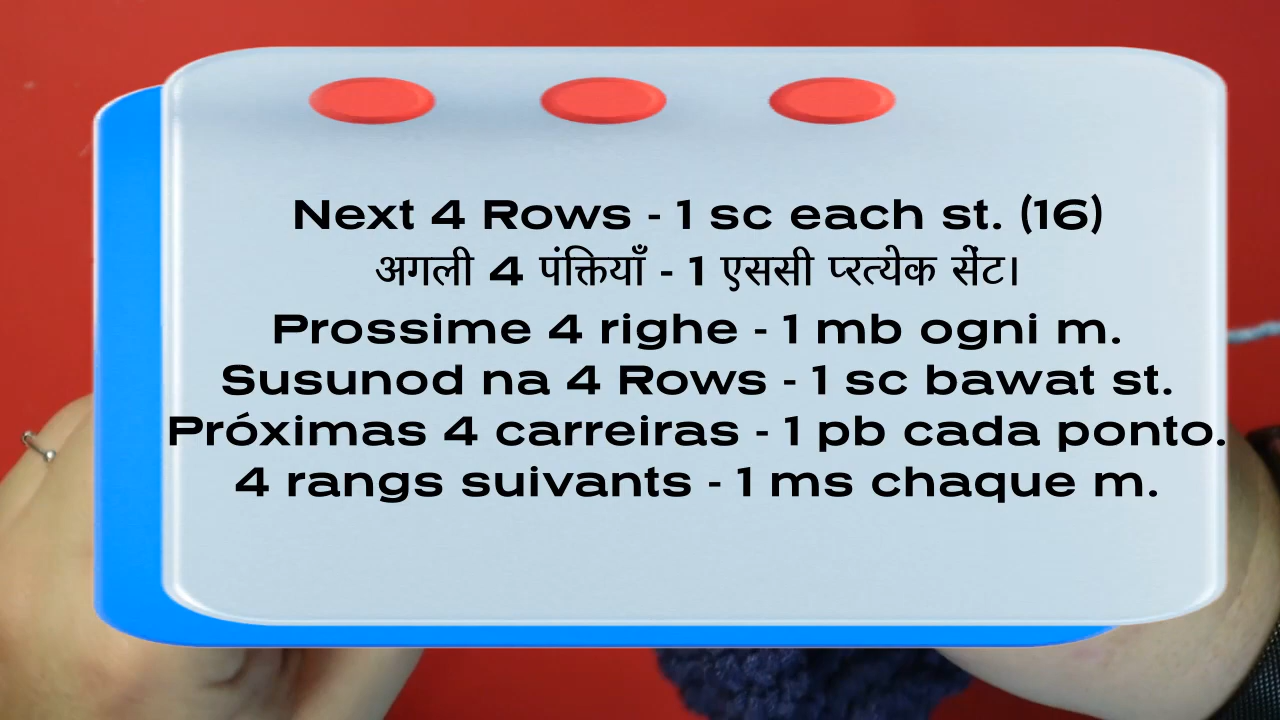 Next 4 Rows - 1 sc each st. (16)
अगली 4 पंक्तियाँ - 1 एससी प्रत्येक सेंट।
Prossime 4 righe - 1 mb ogni m.
Susunod na 4 Rows - 1 sc bawat st.
Próximas 4 carreiras - 1 pb cada ponto.
4 rangs suivants - 1 ms chaque m.